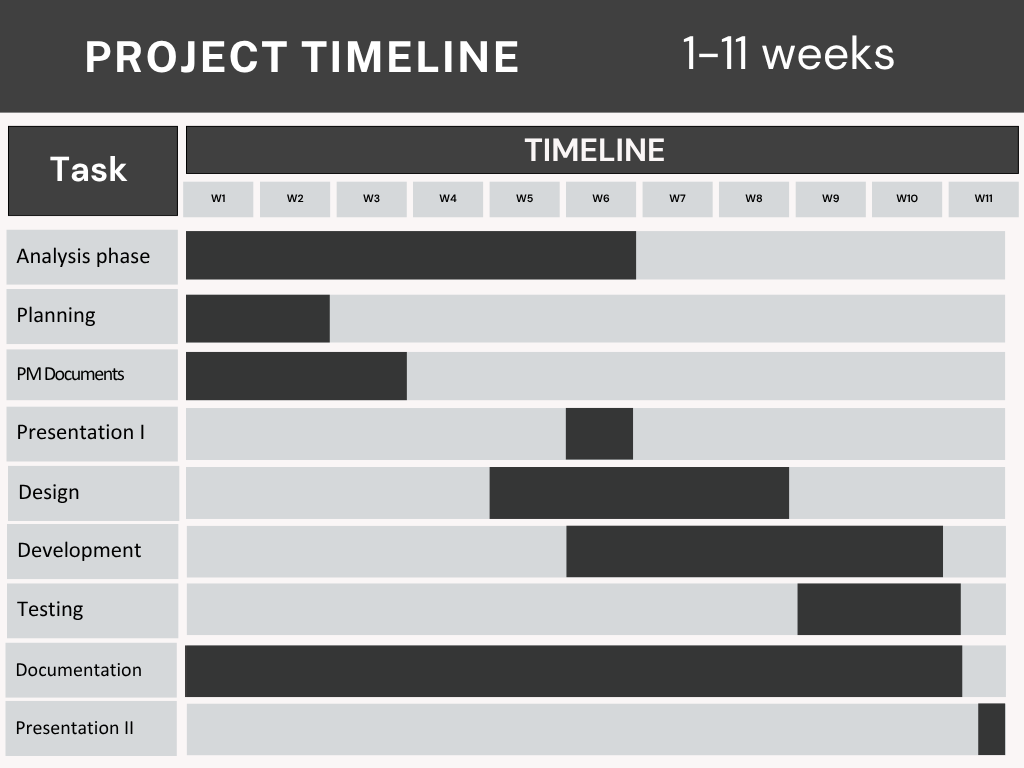 PROJECT TIMELINE 1–11 weeks
Task
TIMELINE
W1 W2 W3 W4 W5 W6 W7 W8 W9 W10 W11
Analysis phase
Planning
PM Documents
Presentation I
Design
Development
Testing
Documentation
Presentation II